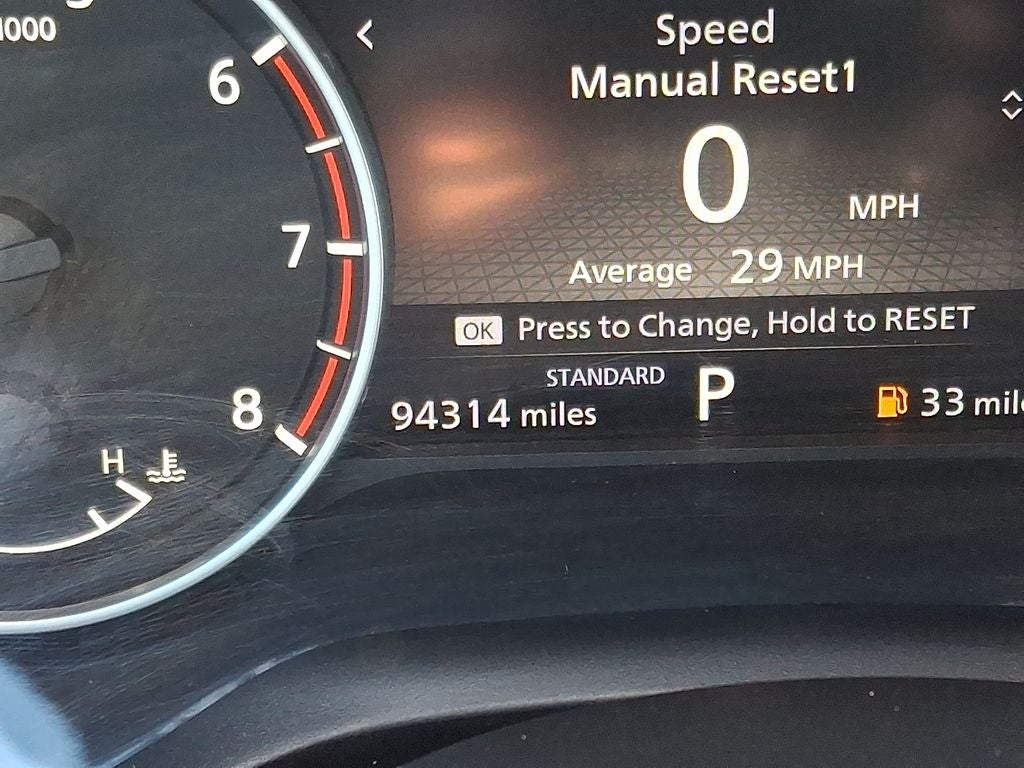 1000
6
7
8
H
Speed
Manual Reset1
0 MPH
Average 29 MPH
OK Press to Change, Hold to RESET
STANDARD P
94314 miles 33